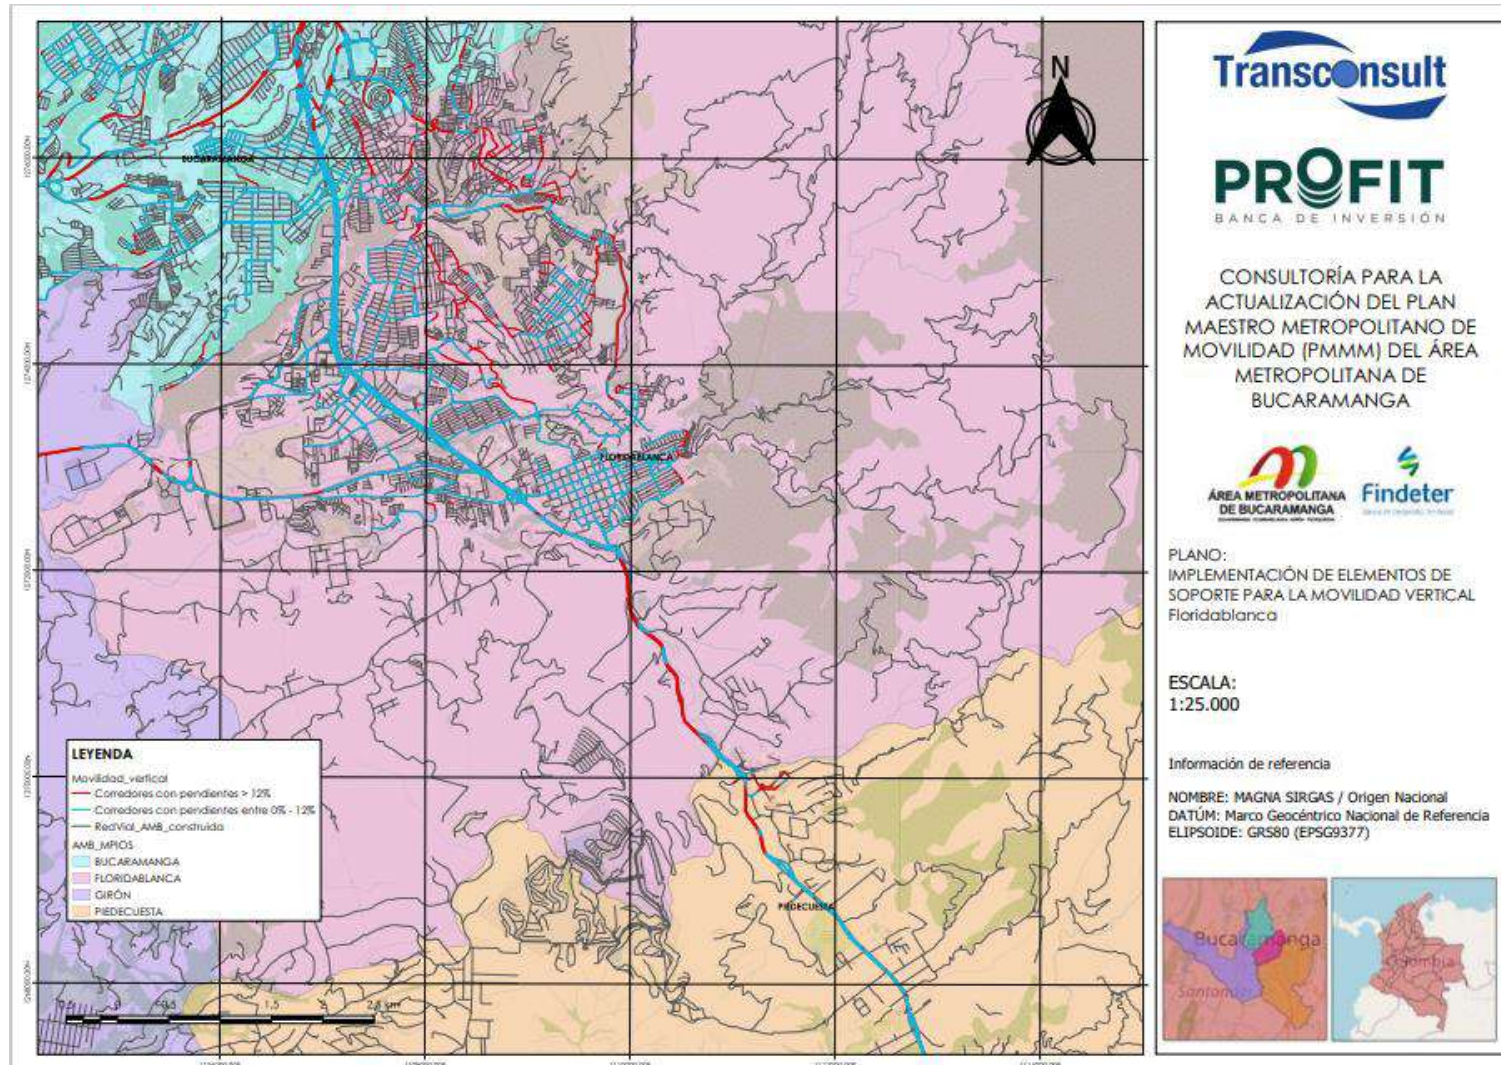 BUCARAMANGA
FLORIDABLANCA
PIEDECUESTA
N
LEYENDA
Movilidad_vertical
Corredores con pendientes > 12%
Corredores con pendientes entre 0% - 12%
RedVial_AMB_construida
AMB_MPIOS
BUCARAMANGA
FLORIDABLANCA
GIRÓN
PIEDECUESTA
Transconsult
PROFIT
BANCA DE INVERSIÓN
CONSULTORÍA PARA LA
ACTUALIZACIÓN DEL PLAN
MAESTRO METROPOLITANO DE
MOVILIDAD (PMMM) DEL ÁREA
METROPOLITANA DE
BUCARAMANGA
ÁREA METROPOLITANA
DE BUCARAMANGA
Findeter
PLANO:
IMPLEMENTACIÓN DE ELEMENTOS DE
SOPORTE PARA LA MOVILIDAD VERTICAL
Floridablanca
ESCALA:
1:25.000
Información de referencia
NOMBRE: MAGNA SIRGAS / Origen Nacional
DATÚM: Marco Geocéntrico Nacional de Referencia
ELIPSOIDE: GRS80 (EPSG9377)
Bucaramanga
Santander
Colombia